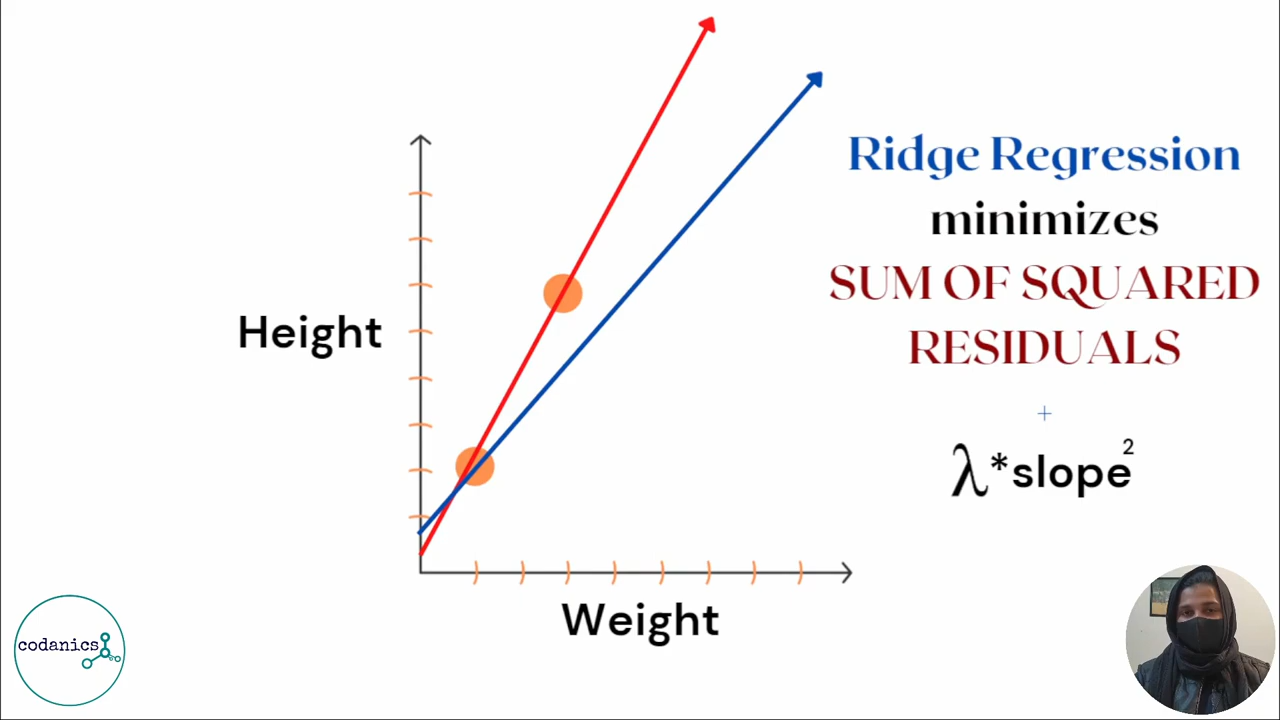 Ridge Regression
minimizes
SUM OF SQUARED
RESIDUALS
+
λ*slope²
Height
Weight
codanics